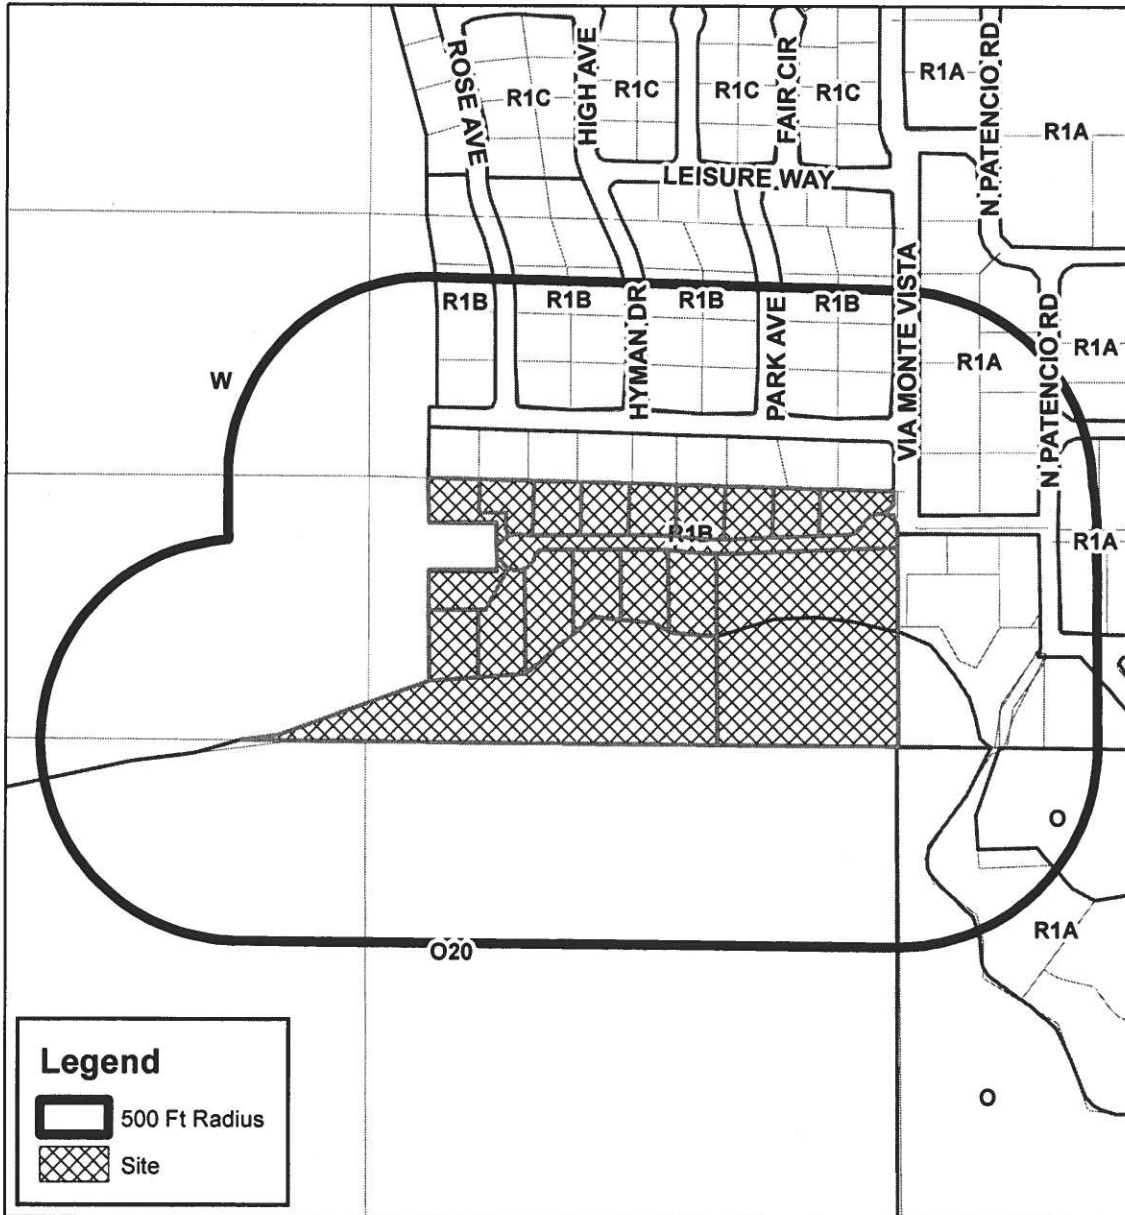 ROSE AVE
HIGH AVE
FAIR CIR
N PATENCIO RD
R1C
R1C
R1C
R1C
R1A
R1A
LEISURE WAY
R1B
R1B
R1B
R1B
HYMAN DR
PARK AVE
VIA MONTE VISTA
N PATENCIO RD
R1A
R1A
W
R1B
R1A
O
R1A
O20
O
Legend
500 Ft Radius
Site